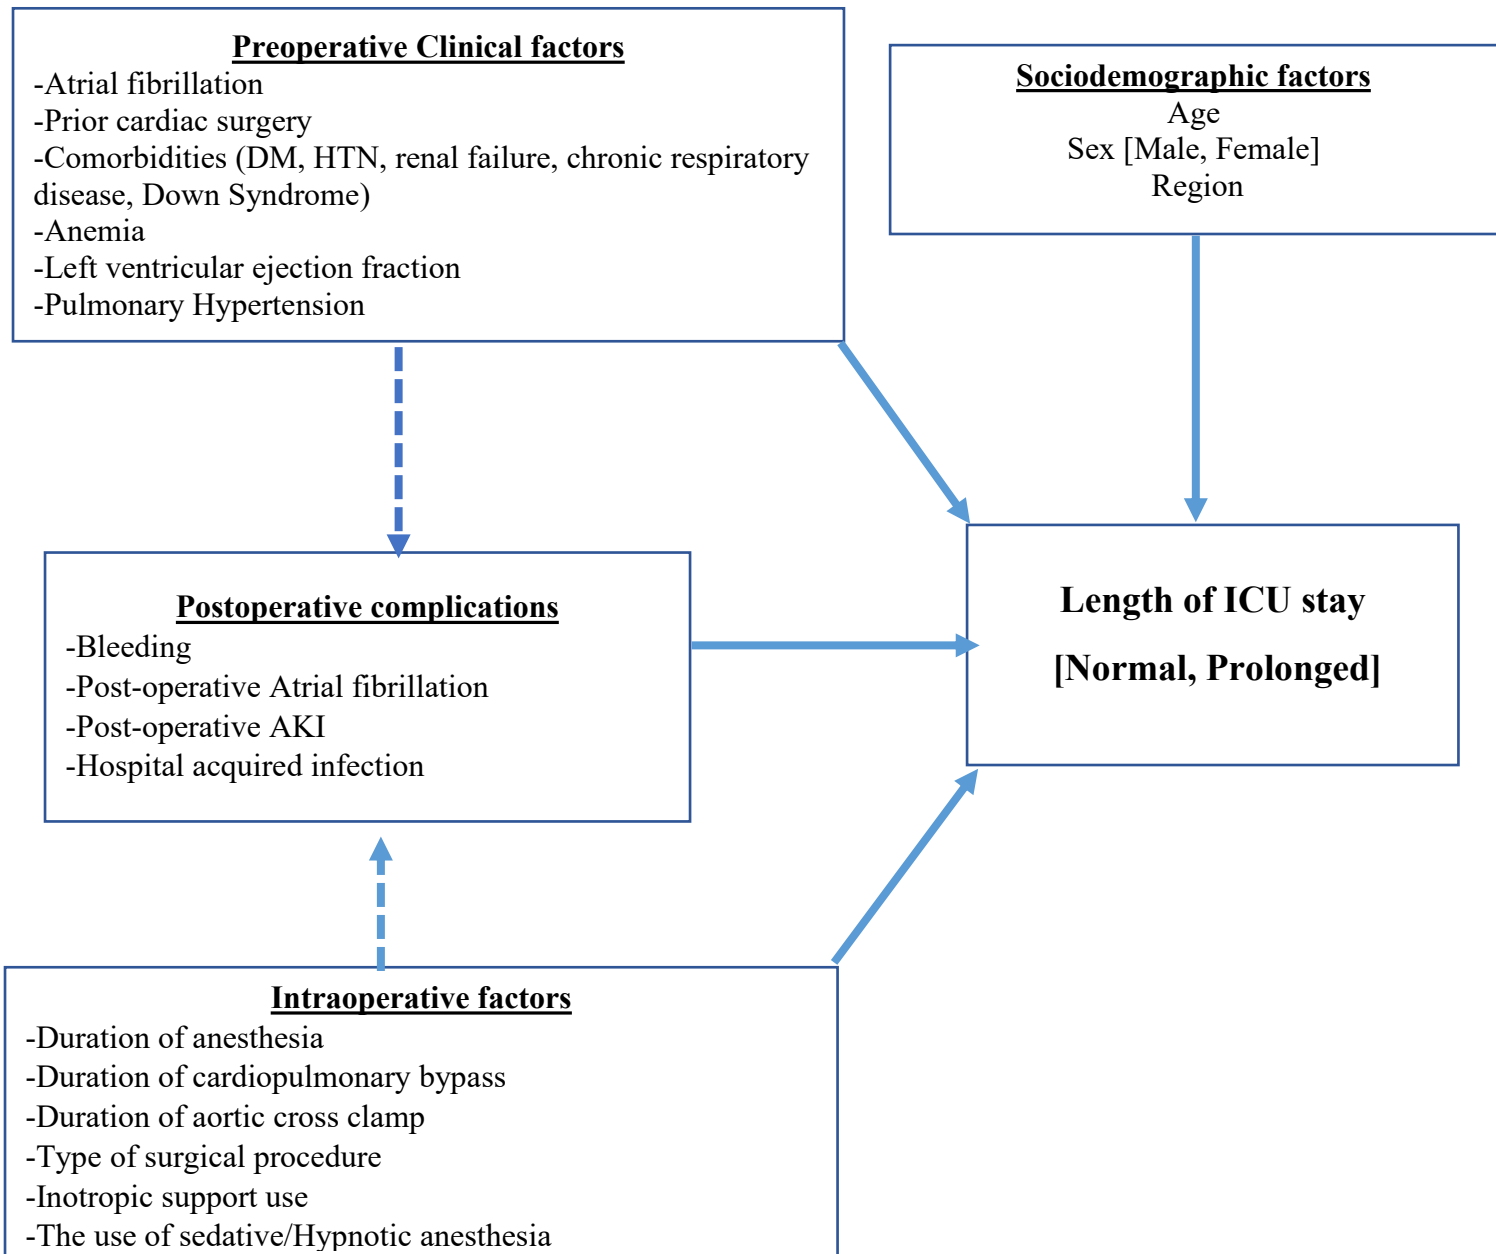 Preoperative Clinical factors
-Atrial fibrillation
-Prior cardiac surgery
-Comorbidities (DM, HTN, renal failure, chronic respiratory
disease, Down Syndrome)
-Anemia
-Left ventricular ejection fraction
-Pulmonary Hypertension
Sociodemographic factors
Age
Sex [Male, Female]
Region
Postoperative complications
-Bleeding
-Post-operative Atrial fibrillation
-Post-operative AKI
-Hospital acquired infection
Length of ICU stay
[Normal, Prolonged]
Intraoperative factors
-Duration of anesthesia
-Duration of cardiopulmonary bypass
-Duration of aortic cross clamp
-Type of surgical procedure
-Inotropic support use
-The use of sedative/Hypnotic anesthesia